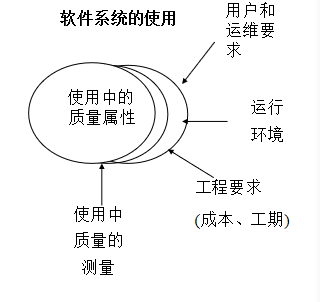 软件系统的使用
用户和
运维要
求
使用中的
质量属性
运行
环境
工程要求
(成本、工期)
使用中
质量的
测量